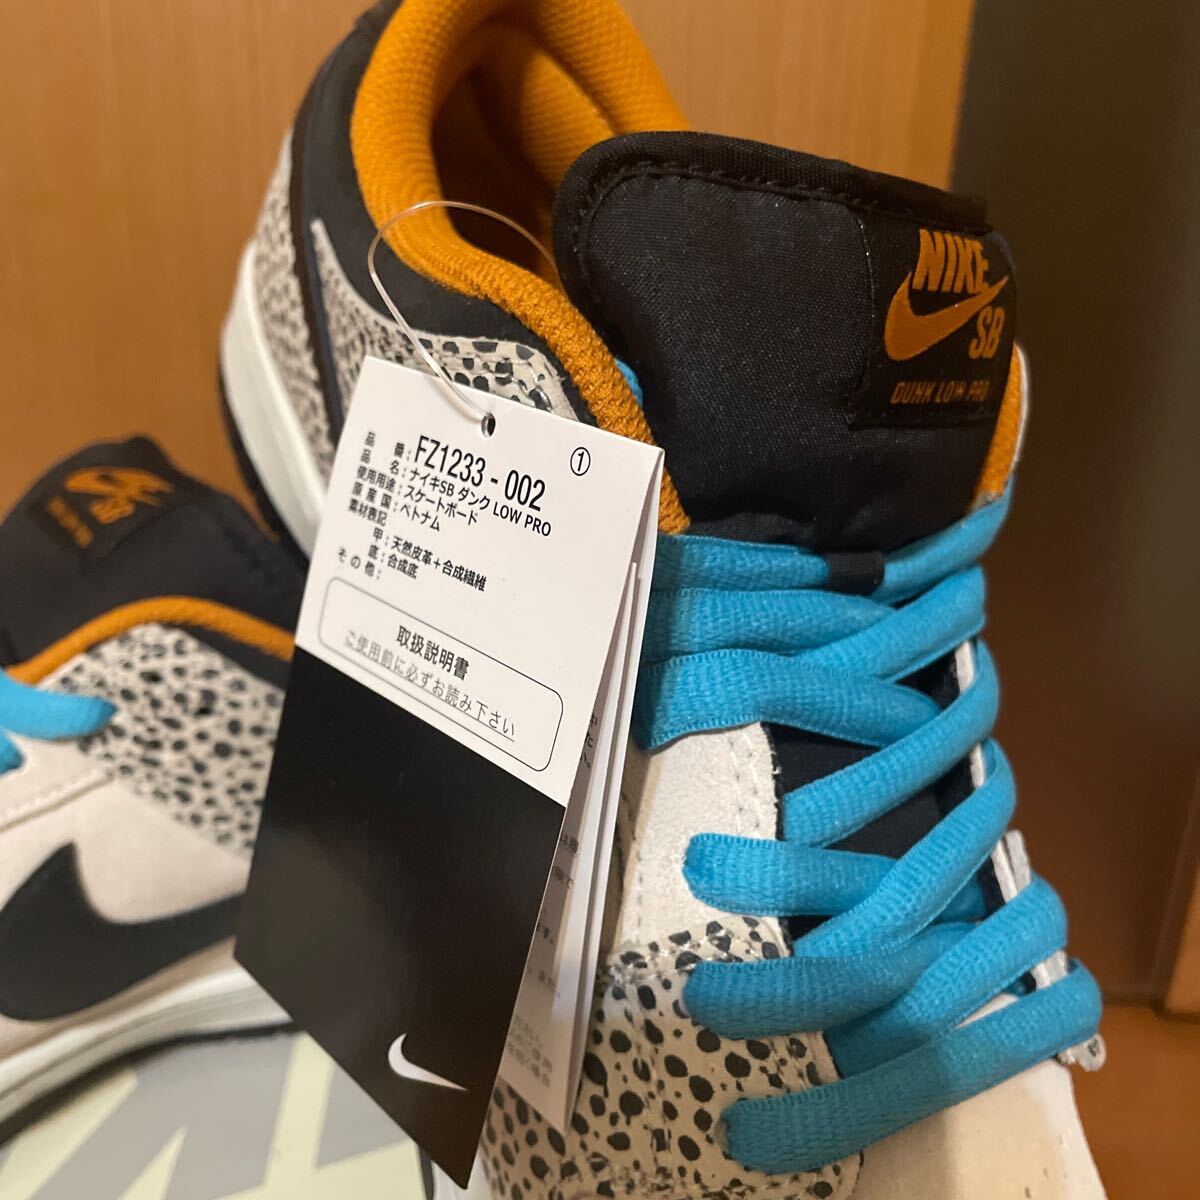 NIKE
SB
DUNK LOW PRO
①
品番: FZ1233-002
品名: ナイキSB ダンク LOW PRO
使用用途: スケートボード
原産国: ベトナム
素材表記
甲: 天然皮革+合成繊維
底: 合成底
その他:
取扱説明書
ご使用前に必ずお読み下さい